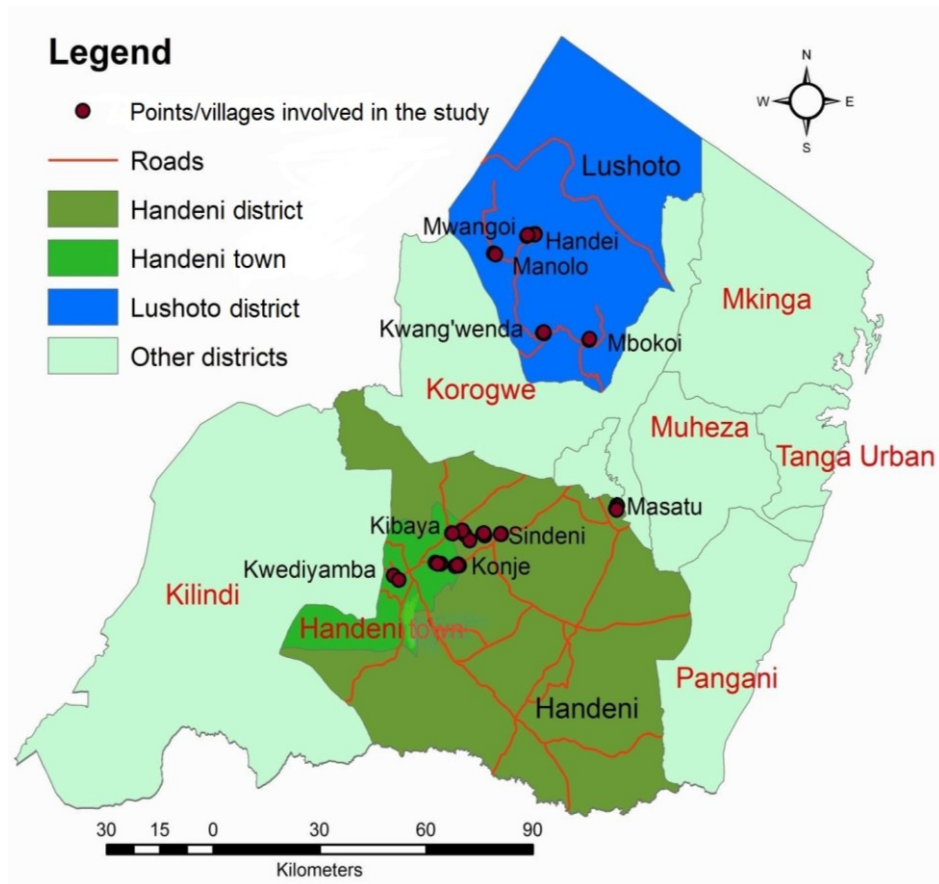 Legend
Points/villages involved in the study
Roads
Handeni district
Handeni town
Lushoto district
Other districts
N
W E
S
Lushoto
Mwangoi
Handei
Manolo
Kwang'wenda
Mbokoi
Mkinga
Korogwe
Muheza
Tanga Urban
Masatu
Kibaya
Sindeni
Kwediyamba
Konje
Kilindi
Handeni town
Pangani
Handeni
30 15 0 30 60 90
Kilometers